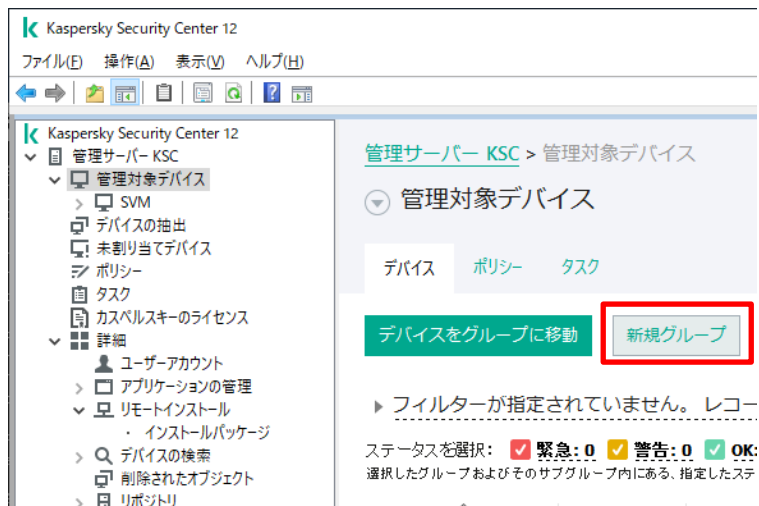 Kaspersky Security Center 12
ファイル(F) 操作(A) 表示(V) ヘルプ(H)
Kaspersky Security Center 12
管理サーバー KSC
管理対象デバイス
SVM
デバイスの抽出
未割り当てデバイス
ポリシー
タスク
カスペルスキーのライセンス
詳細
ユーザーアカウント
アプリケーションの管理
リモートインストール
・ インストールパッケージ
デバイスの検索
削除されたオブジェクト
リポジトリ
管理サーバー KSC > 管理対象デバイス
管理対象デバイス
デバイス ポリシー タスク
デバイスをグループに移動 新規グループ
フィルターが指定されていません。 レコー
ステータスを選択: 緊急: 0 警告: 0 OK:
選択したグループおよびそのサブグループ内にある、指定したステ